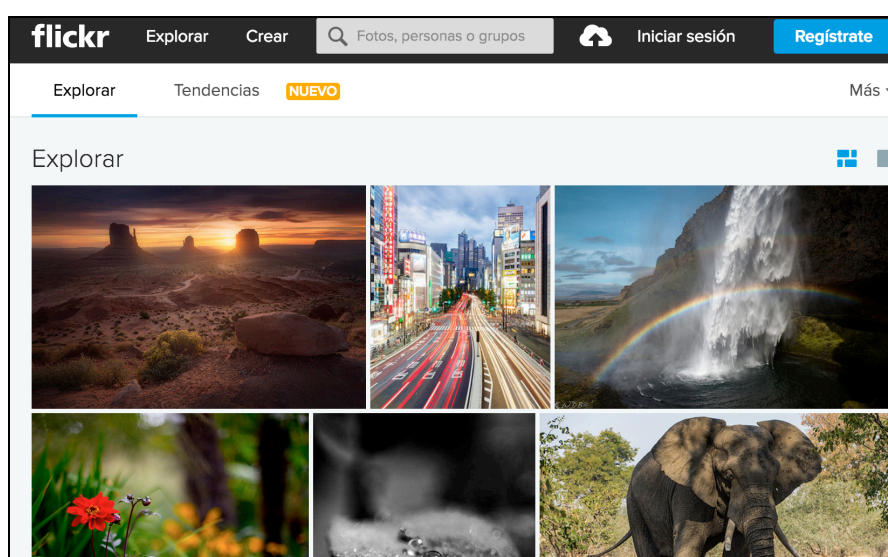 flickr Explorar Crear Fotos, personas o grupos Iniciar sesión Regístrate
Explorar Tendencias NUEVO Más
Explorar